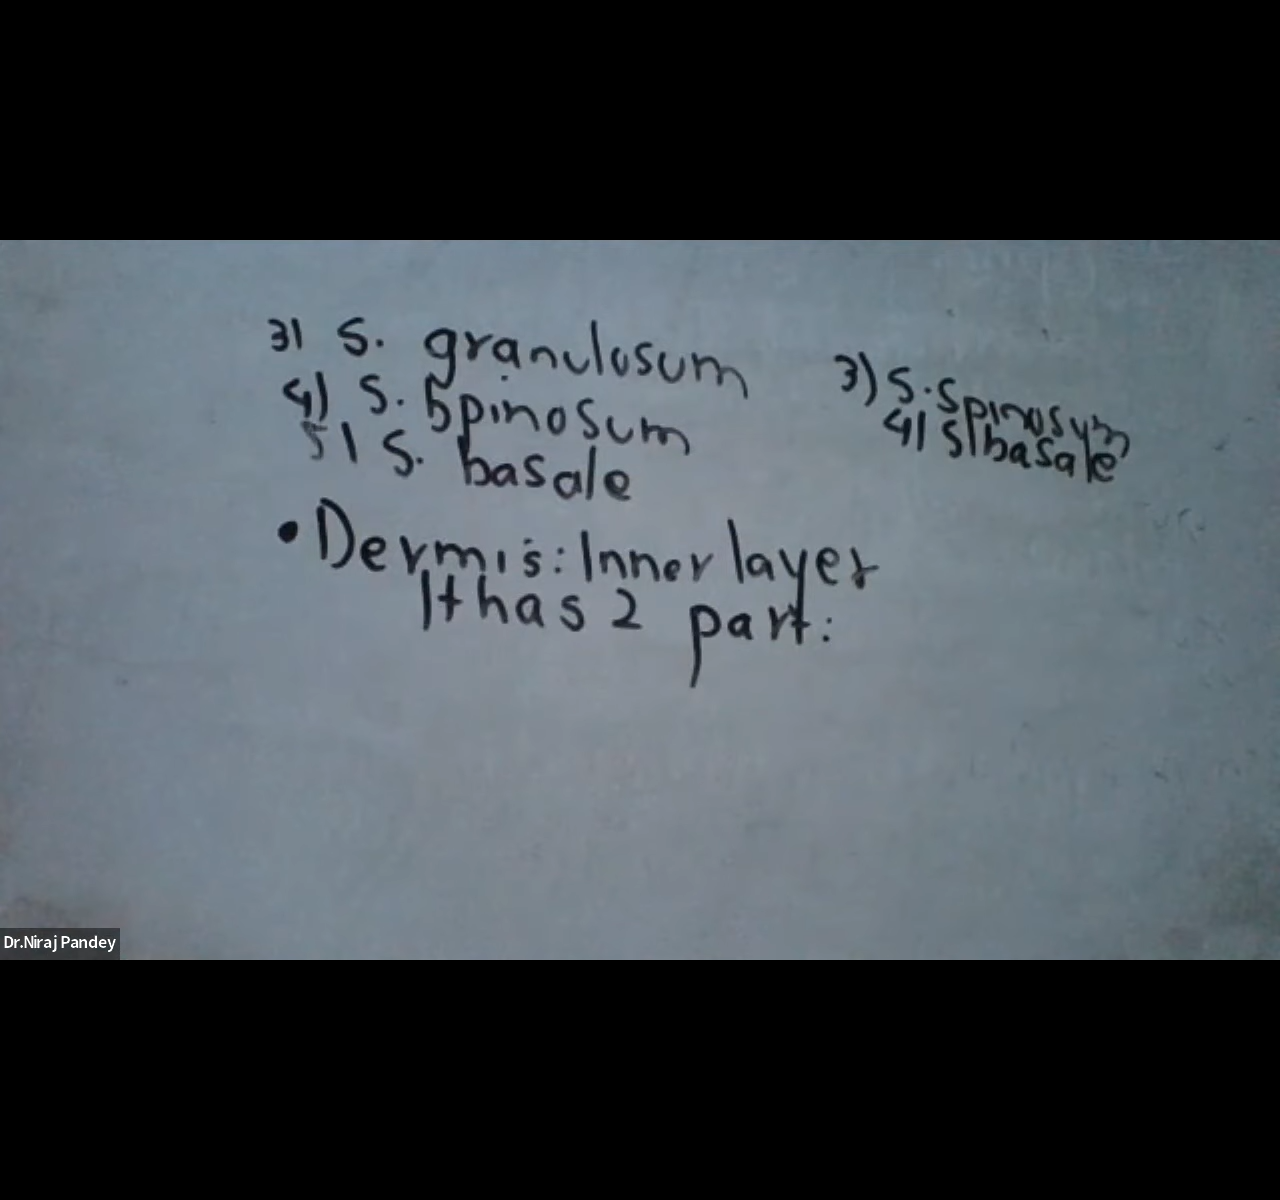 3) S. granulosum
4) S. Spinosum
5) S. basale
3) S. Spinosum
4) S. basale
• Dermis: Inner layer
It has 2 part:
Dr.Niraj Pandey